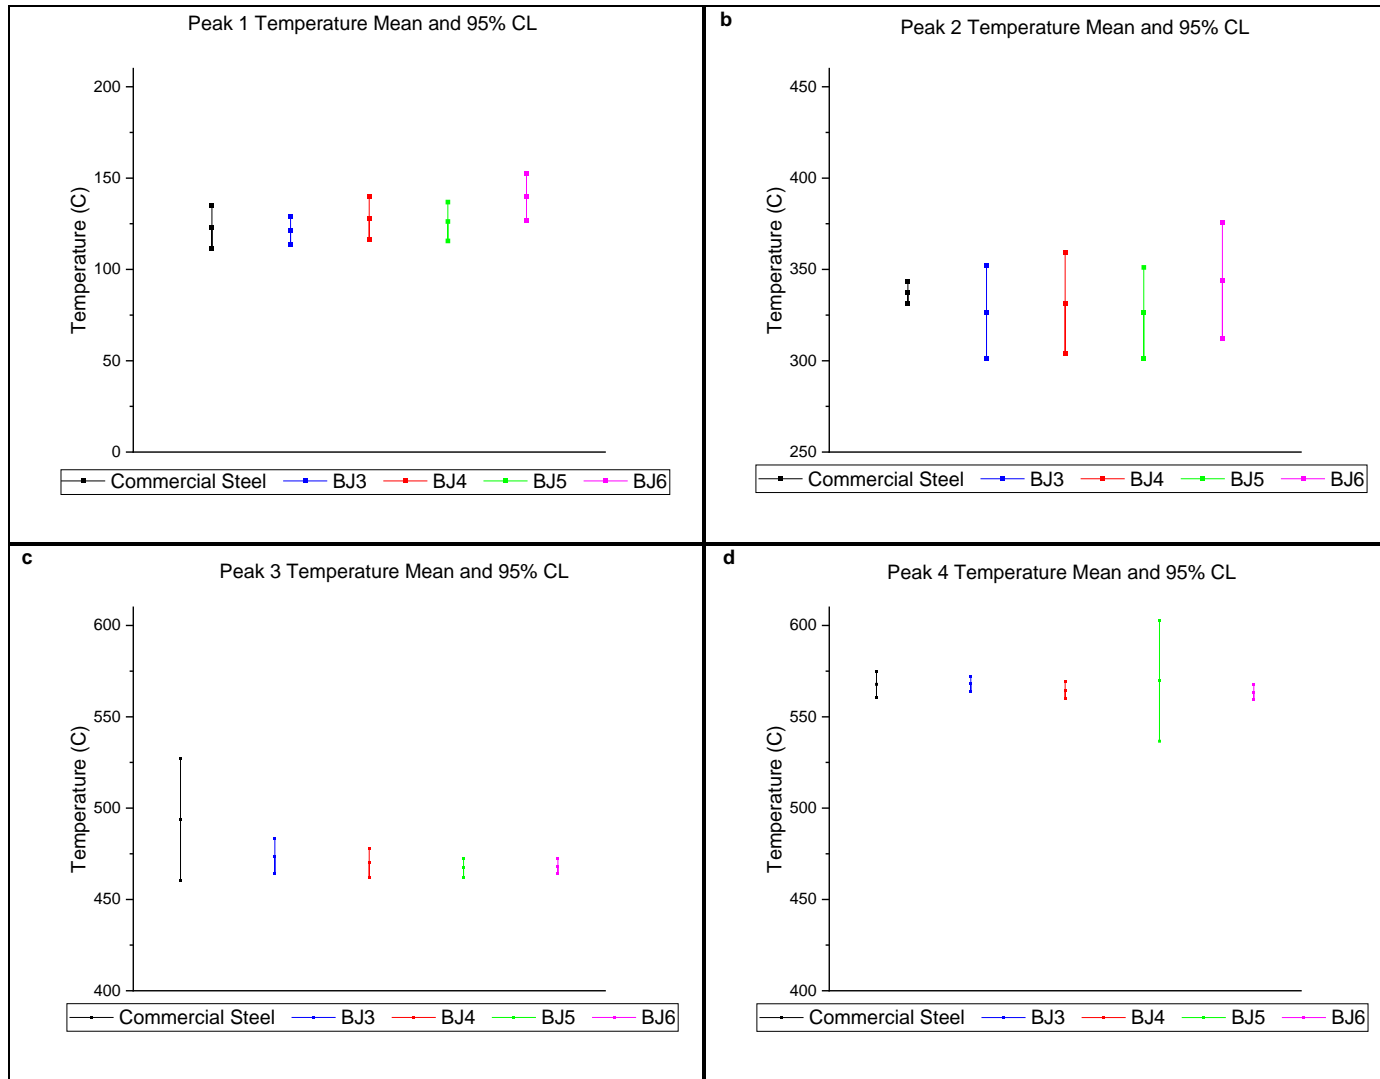 Peak 1 Temperature Mean and 95% CL
200
150
100
50
0
Temperature (C)
Commercial Steel BJ3 BJ4 BJ5 BJ6
b
Peak 2 Temperature Mean and 95% CL
450
400
350
300
250
Temperature (C)
Commercial Steel BJ3 BJ4 BJ5 BJ6
c
Peak 3 Temperature Mean and 95% CL
600
550
500
450
400
Temperature (C)
Commercial Steel BJ3 BJ4 BJ5 BJ6
d
Peak 4 Temperature Mean and 95% CL
600
550
500
450
400
Temperature (C)
Commercial Steel BJ3 BJ4 BJ5 BJ6